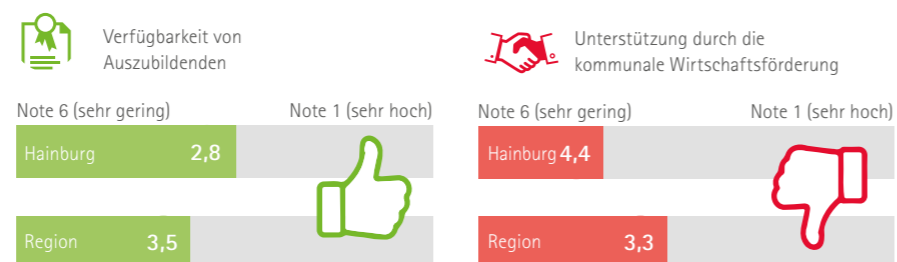 Verfügbarkeit von
Auszubildenden
Note 6 (sehr gering) Note 1 (sehr hoch)
Hainburg 2,8
Region 3,5
Unterstützung durch die
kommunale Wirtschaftsförderung
Note 6 (sehr gering) Note 1 (sehr hoch)
Hainburg 4,4
Region 3,3